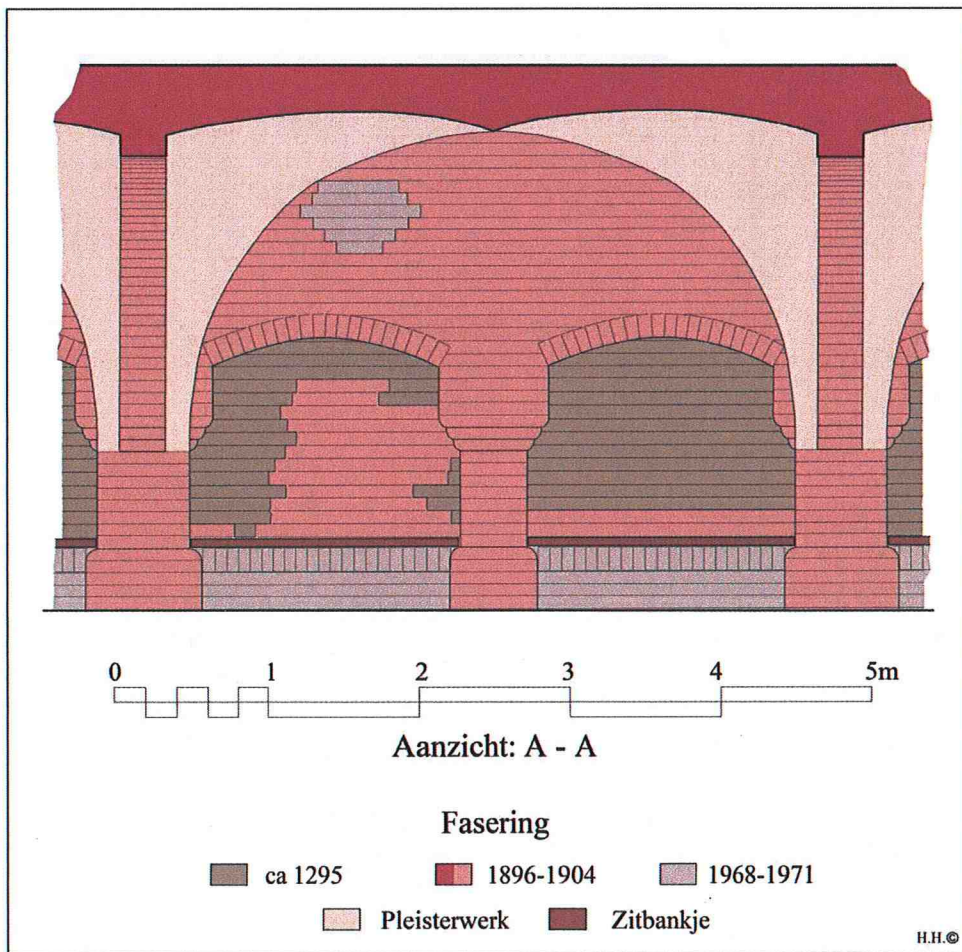 0 1 2 3 4 5m
Aanzicht: A - A
Fasering
ca 1295 1896-1904 1968-1971
Pleisterwerk Zitbankje
H.H.©